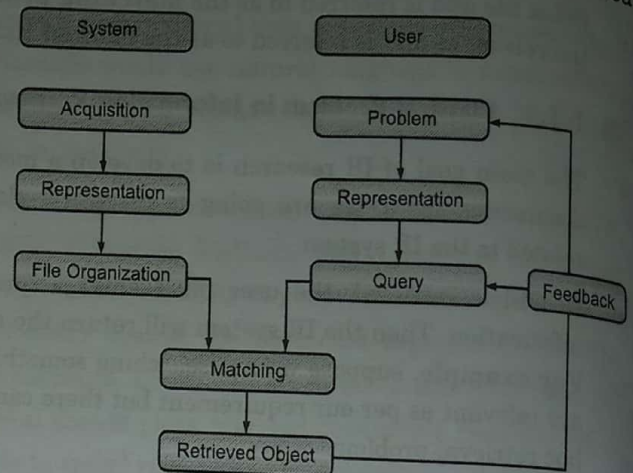 System
User
Acquisition
Problem
Representation
Representation
File Organization
Query
Feedback
Matching
Retrieved Object